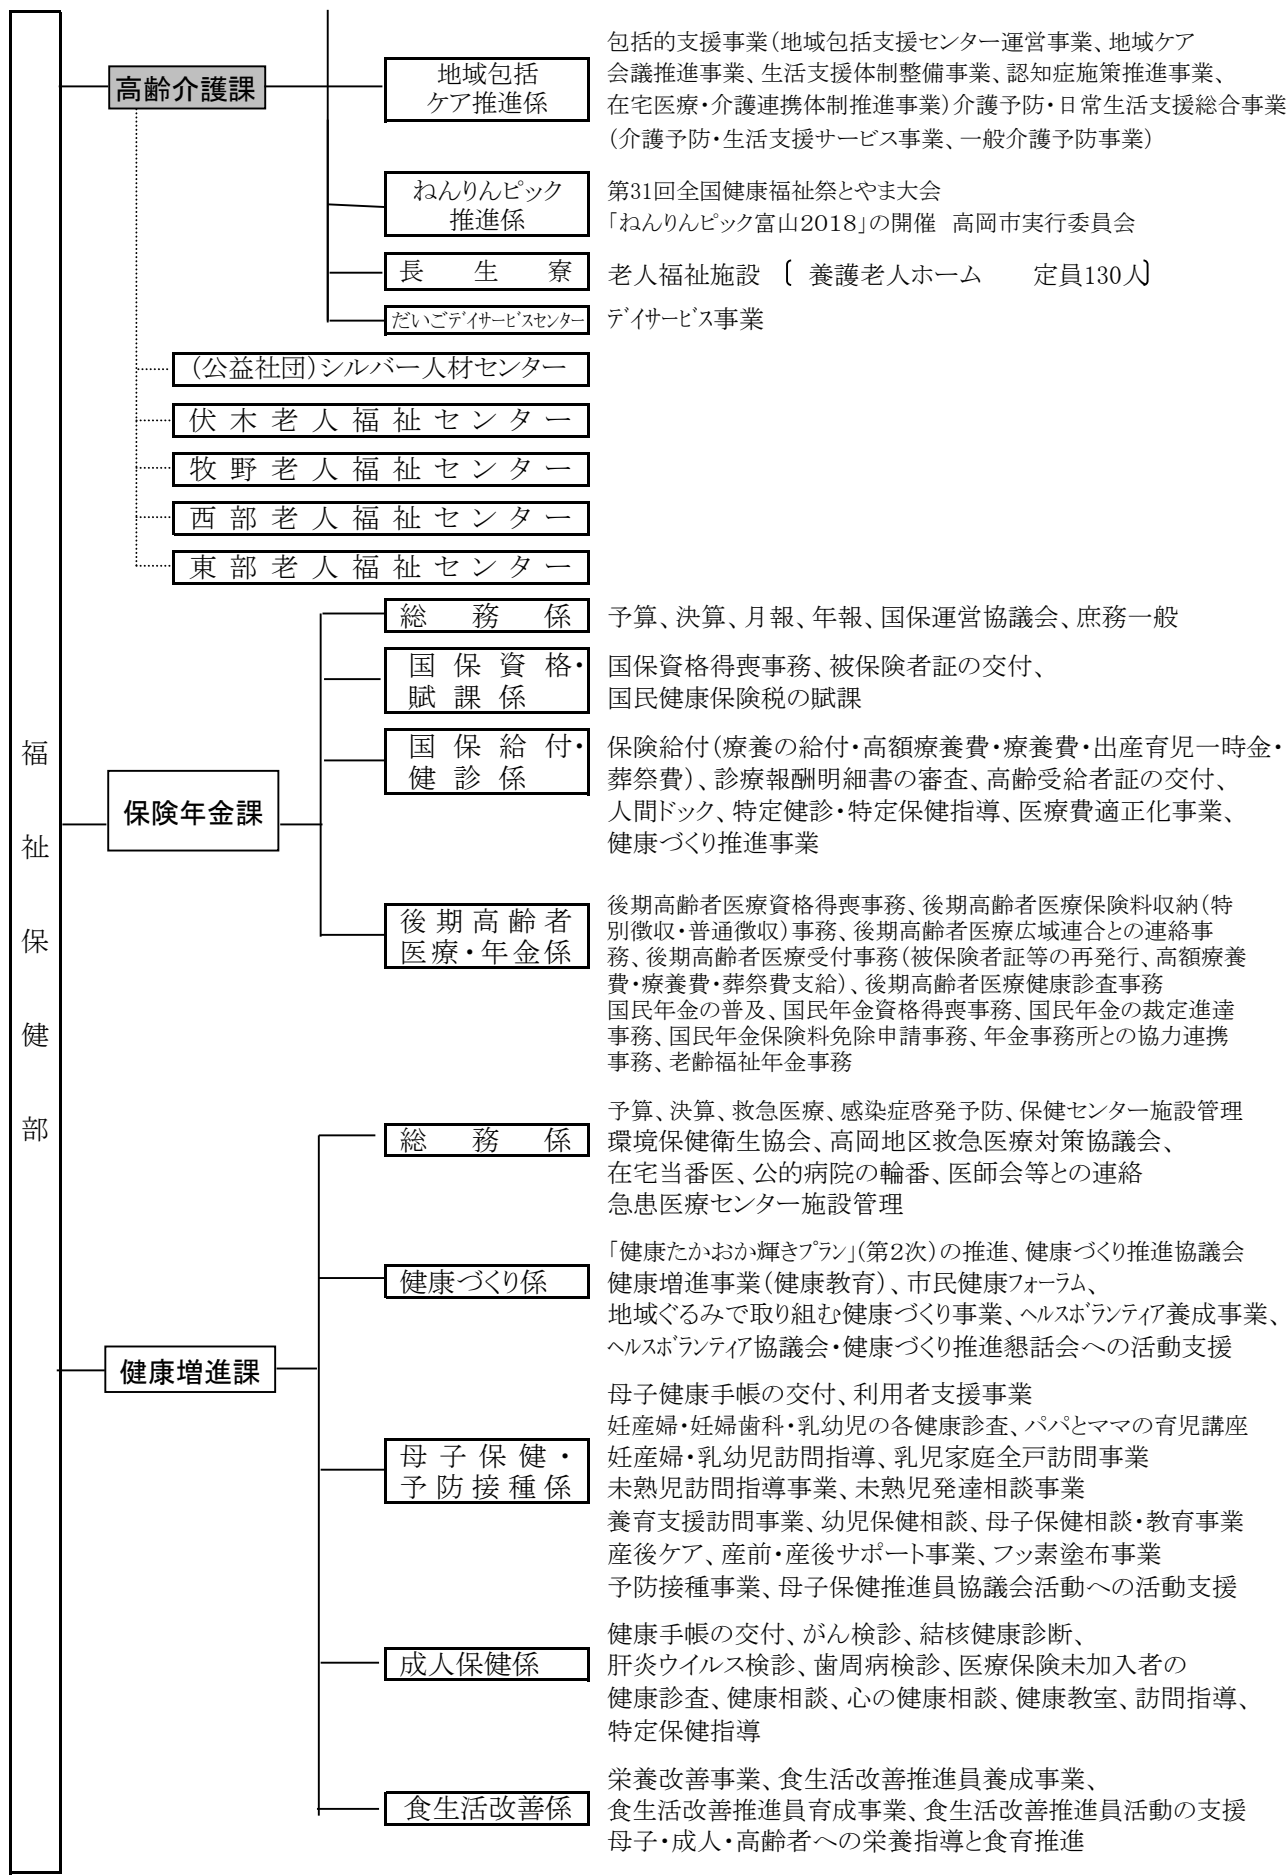 福祉保健部
高齢介護課
地域包括
ケア推進係
包括的支援事業(地域包括支援センター運営事業、地域ケア
会議推進事業、生活支援体制整備事業、認知症施策推進事業、
在宅医療・介護連携体制推進事業)介護予防・日常生活支援総合事業
(介護予防・生活支援サービス事業、一般介護予防事業)
ねんりんピック
推進係
第31回全国健康福祉祭とやま大会
「ねんりんピック富山2018」の開催 高岡市実行委員会
長生寮
老人福祉施設 〔 養護老人ホーム 定員130人〕
だいごデイサービスセンター
デイサービス事業
(公益社団)シルバー人材センター
伏木老人福祉センター
牧野老人福祉センター
西部老人福祉センター
東部老人福祉センター
保険年金課
総務係
予算、決算、月報、年報、国保運営協議会、庶務一般
国保資格・
賦課係
国保資格得喪事務、被保険者証の交付、
国民健康保険税の賦課
国保給付・
健診係
保険給付(療養の給付・高額療養費・療養費・出産育児一時金・
葬祭費)、診療報酬明細書の審査、高齢受給者証の交付、
人間ドック、特定健診・特定保健指導、医療費適正化事業、
健康づくり推進事業
後期高齢者
医療・年金係
後期高齢者医療資格得喪事務、後期高齢者医療保険料収納(特
別徴収・普通徴収)事務、後期高齢者医療広域連合との連絡事
務、後期高齢者医療受付事務(被保険者証等の再発行、高額療養
費・療養費・葬祭費支給)、後期高齢者医療健康診査事務
国民年金の普及、国民年金資格得喪事務、国民年金の裁定進達
事務、国民年金保険料免除申請事務、年金事務所との協力連携
事務、老齢福祉年金事務
健康増進課
総務係
予算、決算、救急医療、感染症啓発予防、保健センター施設管理
環境保健衛生協会、高岡地区救急医療対策協議会、
在宅当番医、公的病院の輪番、医師会等との連絡
急患医療センター施設管理
健康づくり係
「健康たかおか輝きプラン」(第2次)の推進、健康づくり推進協議会
健康増進事業(健康教育)、市民健康フォーラム、
地域ぐるみで取り組む健康づくり事業、ヘルスボランティア養成事業、
ヘルスボランティア協議会・健康づくり推進懇話会への活動支援
母子保健・
予防接種係
母子健康手帳の交付、利用者支援事業
妊産婦・妊婦歯科・乳幼児の各健康診査、パパとママの育児講座
妊産婦・乳幼児訪問指導、乳児家庭全戸訪問事業
未熟児訪問指導事業、未熟児発達相談事業
養育支援訪問事業、幼児保健相談、母子保健相談・教育事業
産後ケア、産前・産後サポート事業、フッ素塗布事業
予防接種事業、母子保健推進員協議会活動への活動支援
成人保健係
健康手帳の交付、がん検診、結核健康診断、
肝炎ウイルス検診、歯周病検診、医療保険未加入者の
健康診査、健康相談、心の健康相談、健康教室、訪問指導、
特定保健指導
食生活改善係
栄養改善事業、食生活改善推進員養成事業、
食生活改善推進員育成事業、食生活改善推進員活動の支援
母子・成人・高齢者への栄養指導と食育推進